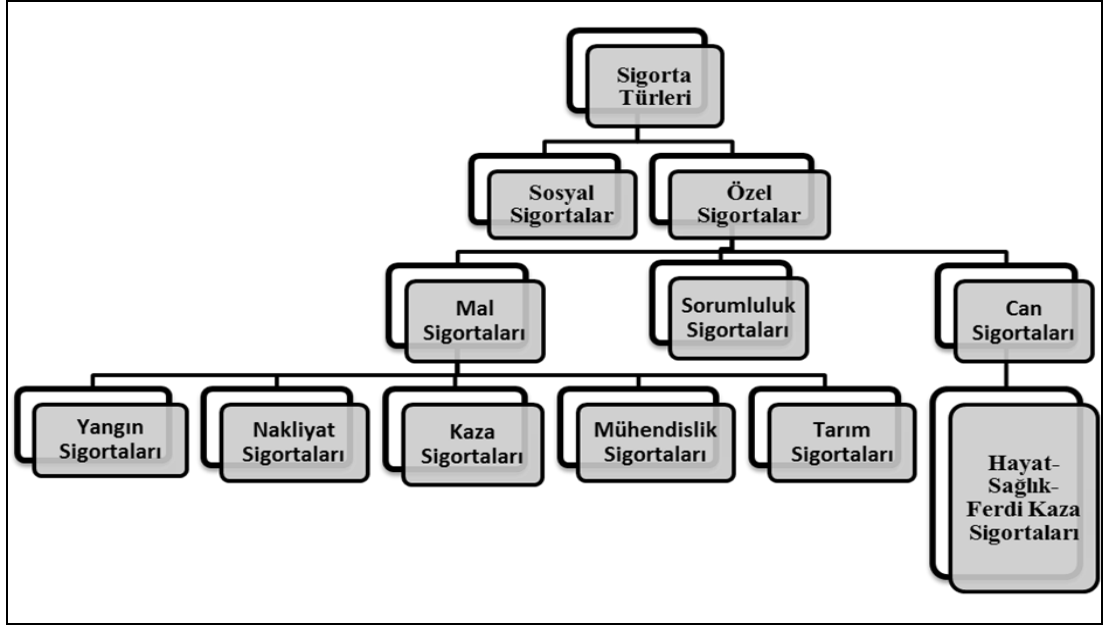 Sigorta
Türleri
Sosyal
Sigortalar
Özel
Sigortalar
Mal
Sigortaları
Sorumluluk
Sigortaları
Can
Sigortaları
Yangın
Sigortaları
Nakliyat
Sigortaları
Kaza
Sigortaları
Mühendislik
Sigortaları
Tarım
Sigortaları
Hayat-
Sağlık-
Ferdi Kaza
Sigortaları